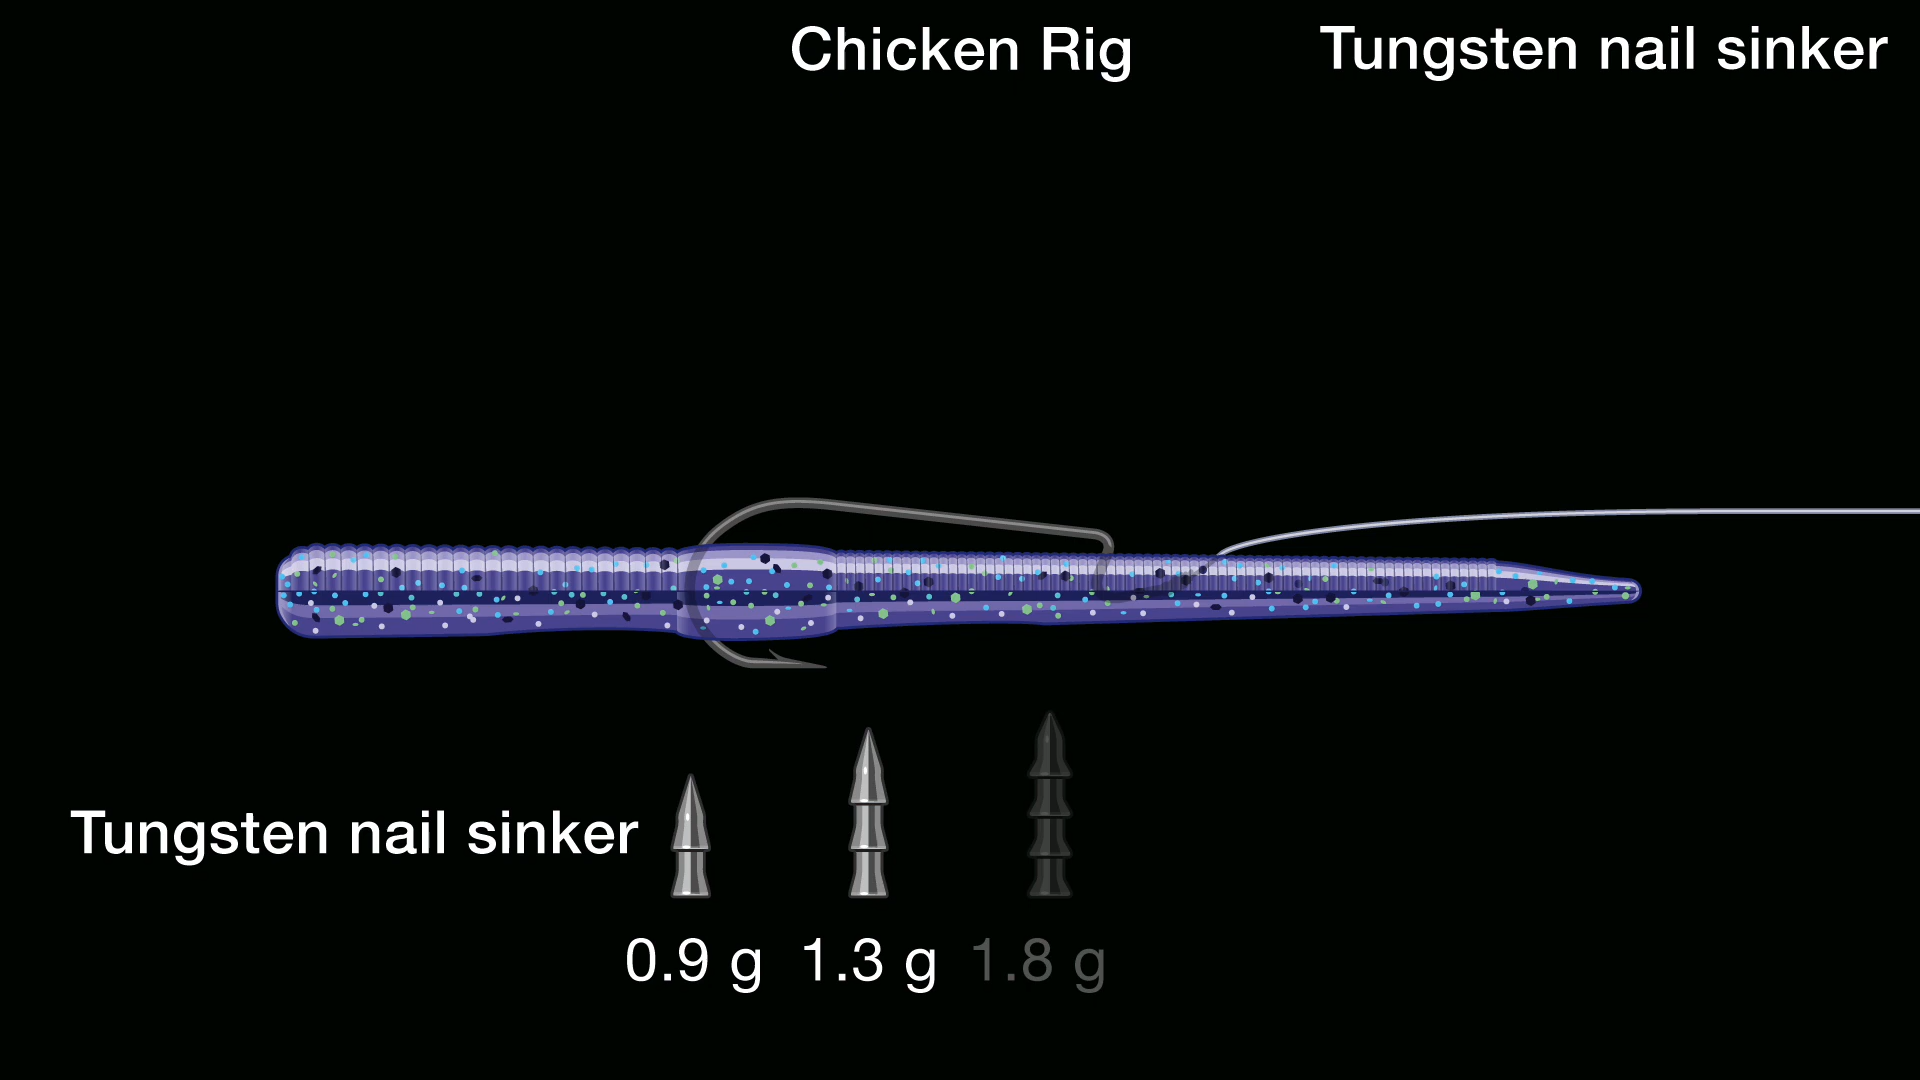 Chicken Rig
Tungsten nail sinker
Tungsten nail sinker
0.9 g
1.3 g
1.8 g